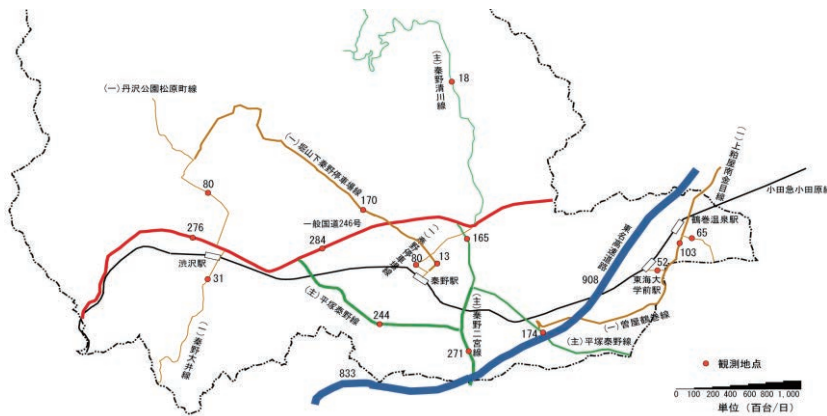 (主)秦野清川線
18
(一)丹沢公園松原町線
(一)堀山下秦野停車場線
(一)上粕屋南金目線
小田急小田原線
80
170
鶴巻温泉駅
276
一般国道246号
284
165
東名高速道路
65
渋沢駅
80
13
52
103
秦野駅
東海大
学前駅
31
908
(主)平塚秦野線
(主)秦野二宮線
244
174
(一)曽屋鶴巻線
(一)秦野大井線
271
(主)平塚秦野線
833
観測地点
0 100 200 400 600 800 1,000
単位(百台/日)